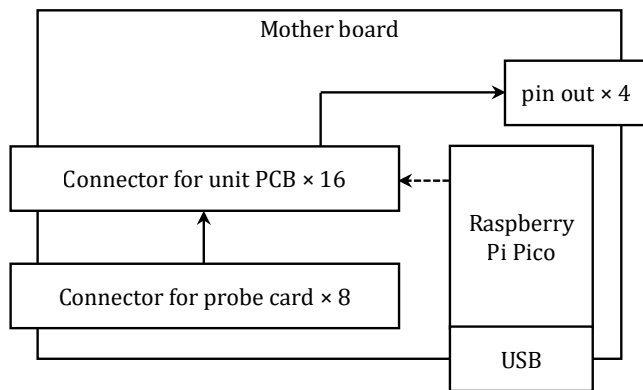 Mother board
pin out × 4
Connector for unit PCB × 16
Raspberry
Pi Pico
Connector for probe card × 8
USB